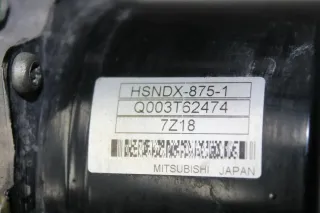 HSNDX-875-1
Q003T62474
7Z18
MITSUBISHI JAPAN